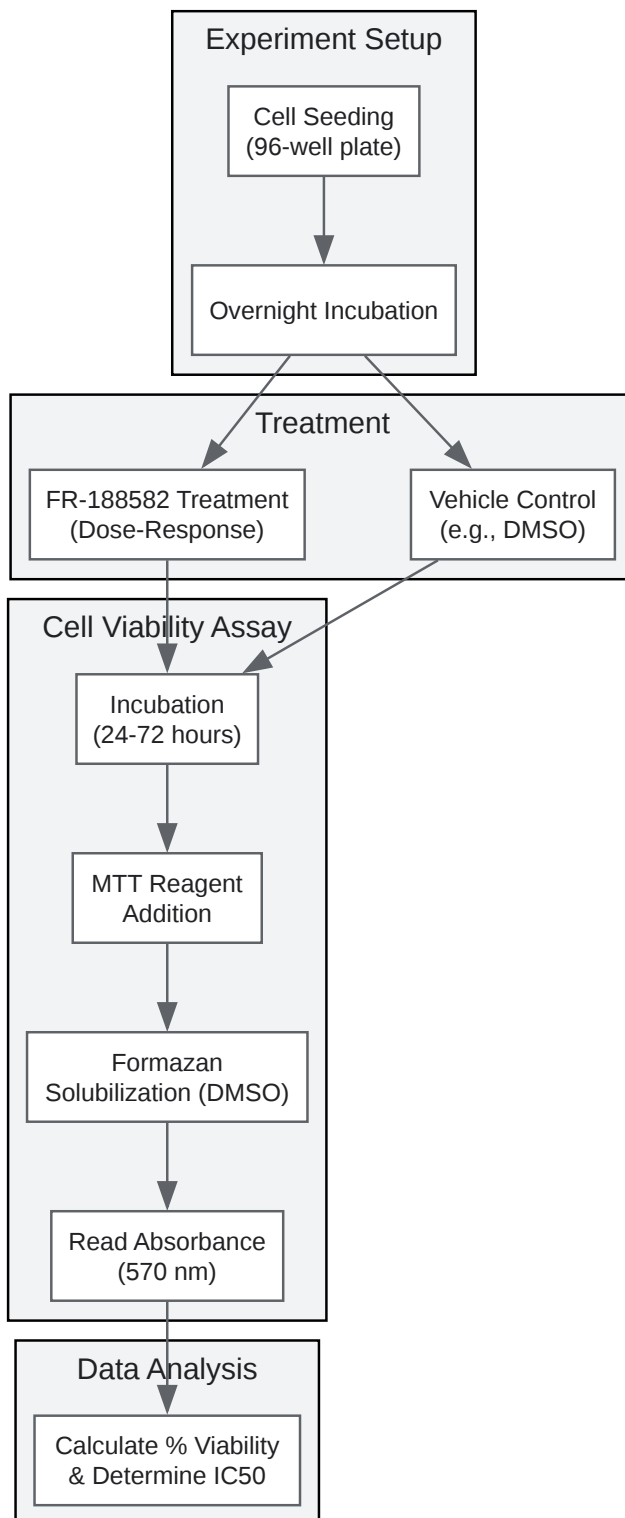 Experiment Setup
Cell Seeding
(96-well plate)
Overnight Incubation
Treatment
FR-188582 Treatment
(Dose-Response)
Vehicle Control
(e.g., DMSO)
Cell Viability Assay
Incubation
(24-72 hours)
MTT Reagent
Addition
Formazan
Solubilization (DMSO)
Read Absorbance
(570 nm)
Data Analysis
Calculate % Viability
& Determine IC50